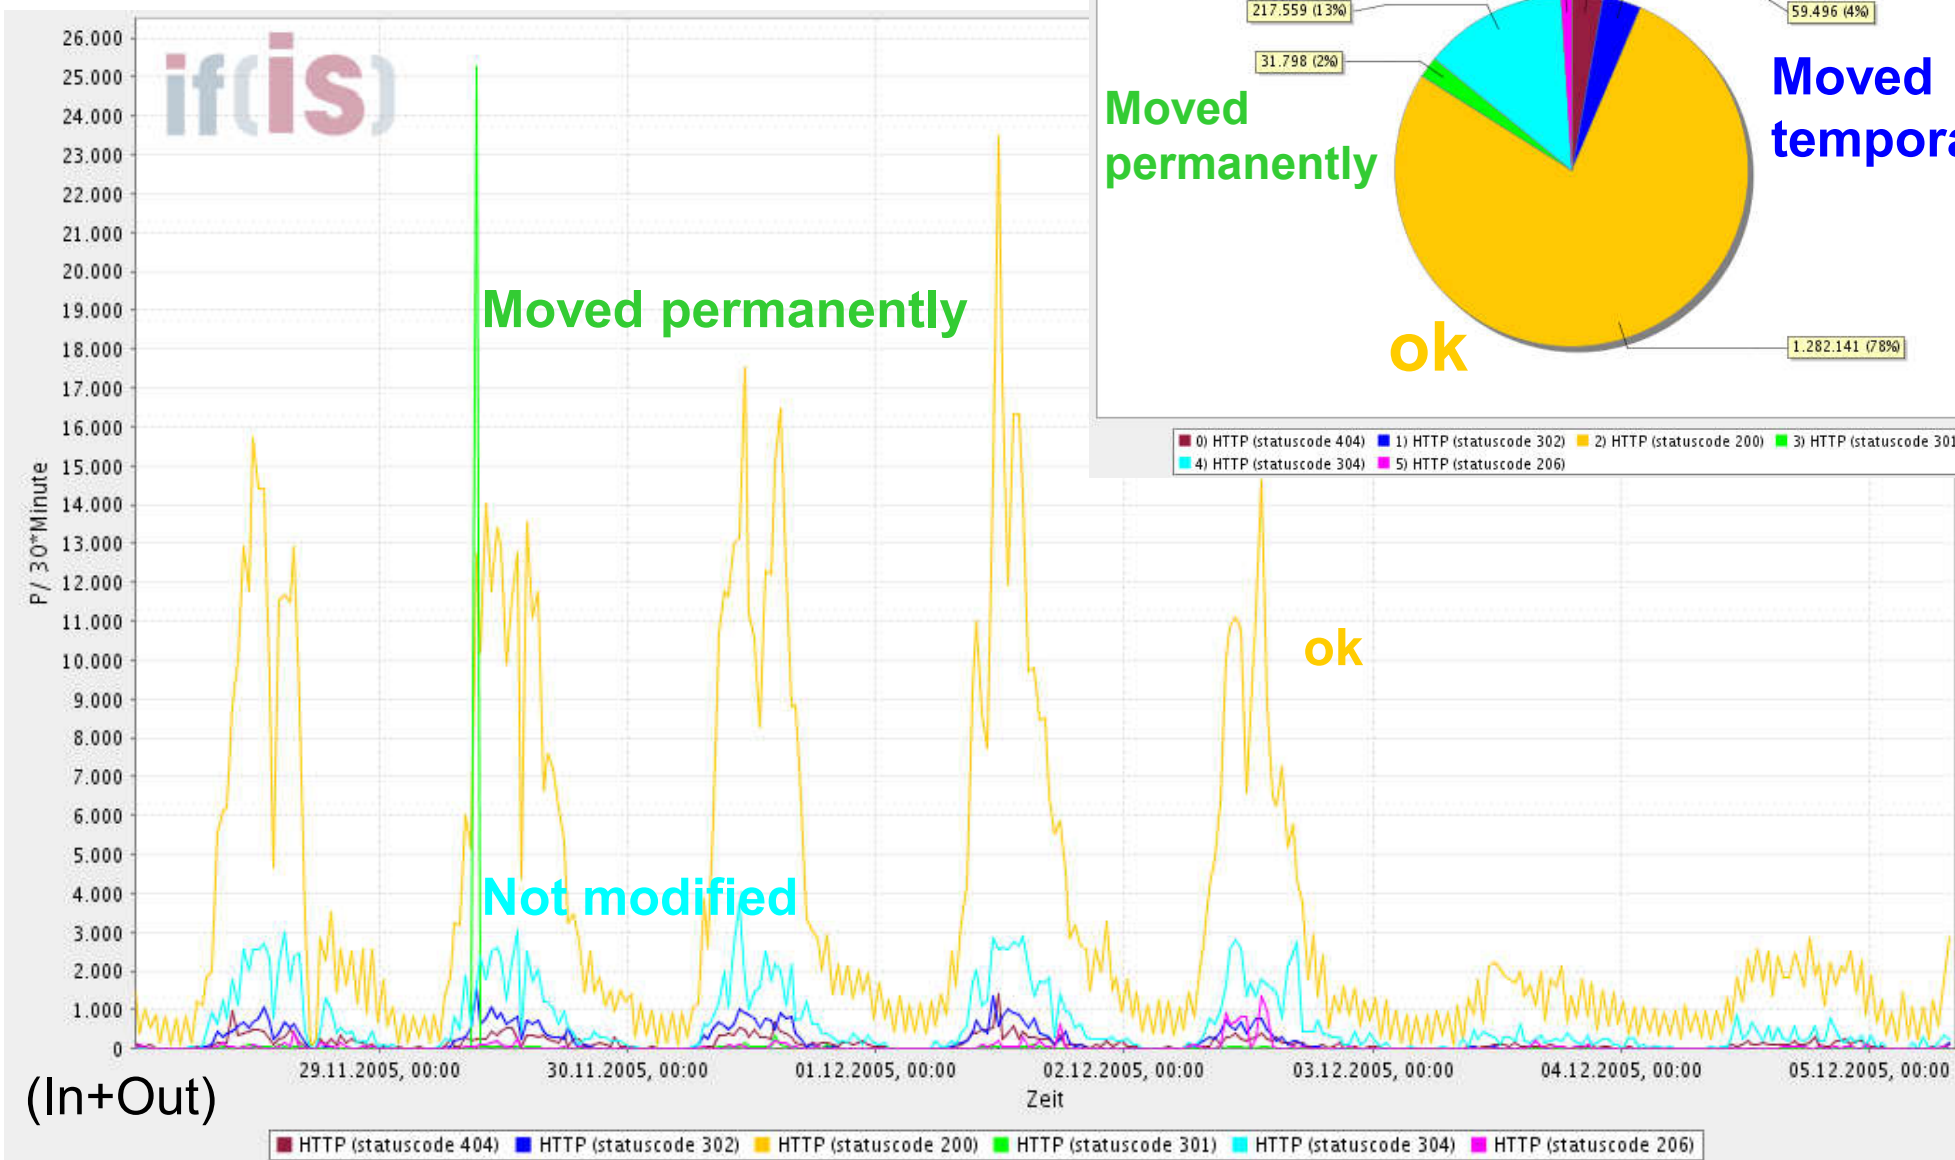 26.000
25.000
24.000
23.000
22.000
21.000
20.000
19.000
18.000
17.000
16.000
15.000
14.000
13.000
12.000
11.000
10.000
9.000
8.000
7.000
6.000
5.000
4.000
3.000
2.000
1.000
0
P/ 30*Minute
if(is)
217.559 (13%)
59.496 (4%)
31.798 (2%)
Moved
permanently
Moved
tempora
ok
1.282.141 (78%)
0) HTTP (statuscode 404) 1) HTTP (statuscode 302) 2) HTTP (statuscode 200) 3) HTTP (statuscode 301
4) HTTP (statuscode 304) 5) HTTP (statuscode 206)
Moved permanently
ok
Not modified
29.11.2005, 00:00 30.11.2005, 00:00 01.12.2005, 00:00 02.12.2005, 00:00 03.12.2005, 00:00 04.12.2005, 00:00 05.12.2005, 00:00
Zeit
(In+Out)
HTTP (statuscode 404) HTTP (statuscode 302) HTTP (statuscode 200) HTTP (statuscode 301) HTTP (statuscode 304) HTTP (statuscode 206)